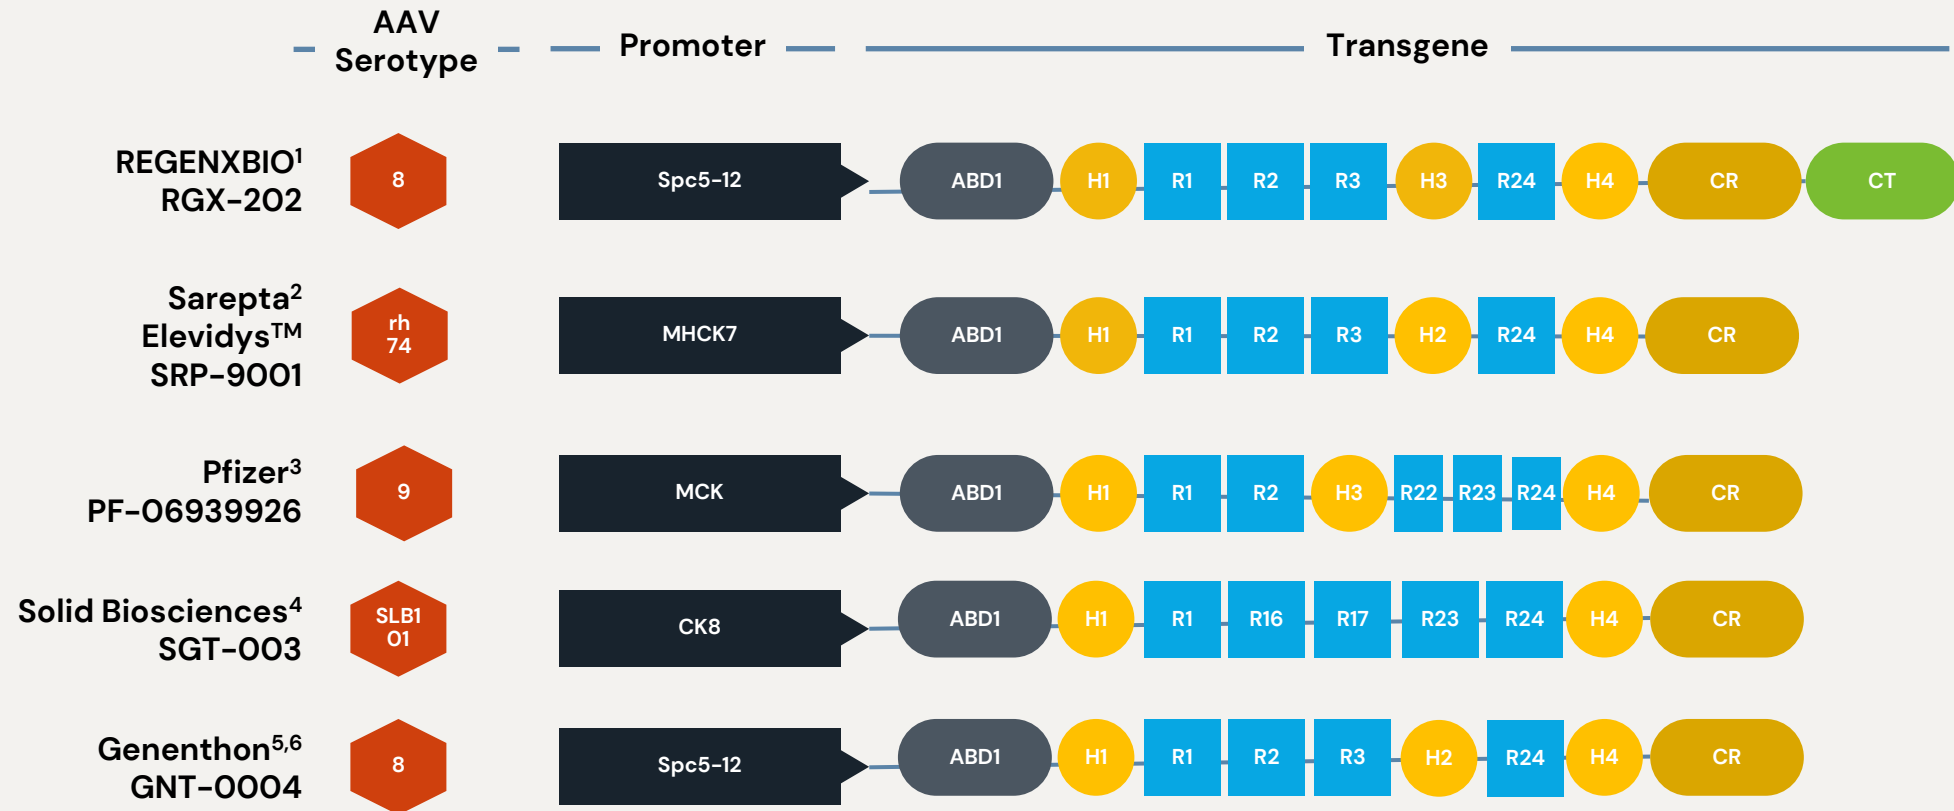 AAV
Serotype
Promoter
Transgene
REGENXBIO¹
RGX-202
8
Spc5-12
ABD1 H1 R1 R2 R3 H3 R24 H4 CR CT
Sarepta²
Elevidys™
SRP-9001
rh
74
MHCK7
ABD1 H1 R1 R2 R3 H2 R24 H4 CR
Pfizer³
PF-06939926
9
MCK
ABD1 H1 R1 R2 H3 R22 R23 R24 H4 CR
Solid Biosciences⁴
SGT-003
SLB1
01
CK8
ABD1 H1 R1 R16 R17 R23 R24 H4 CR
Genenthon⁵,⁶
GNT-0004
8
Spc5-12
ABD1 H1 R1 R2 R3 H2 R24 H4 CR